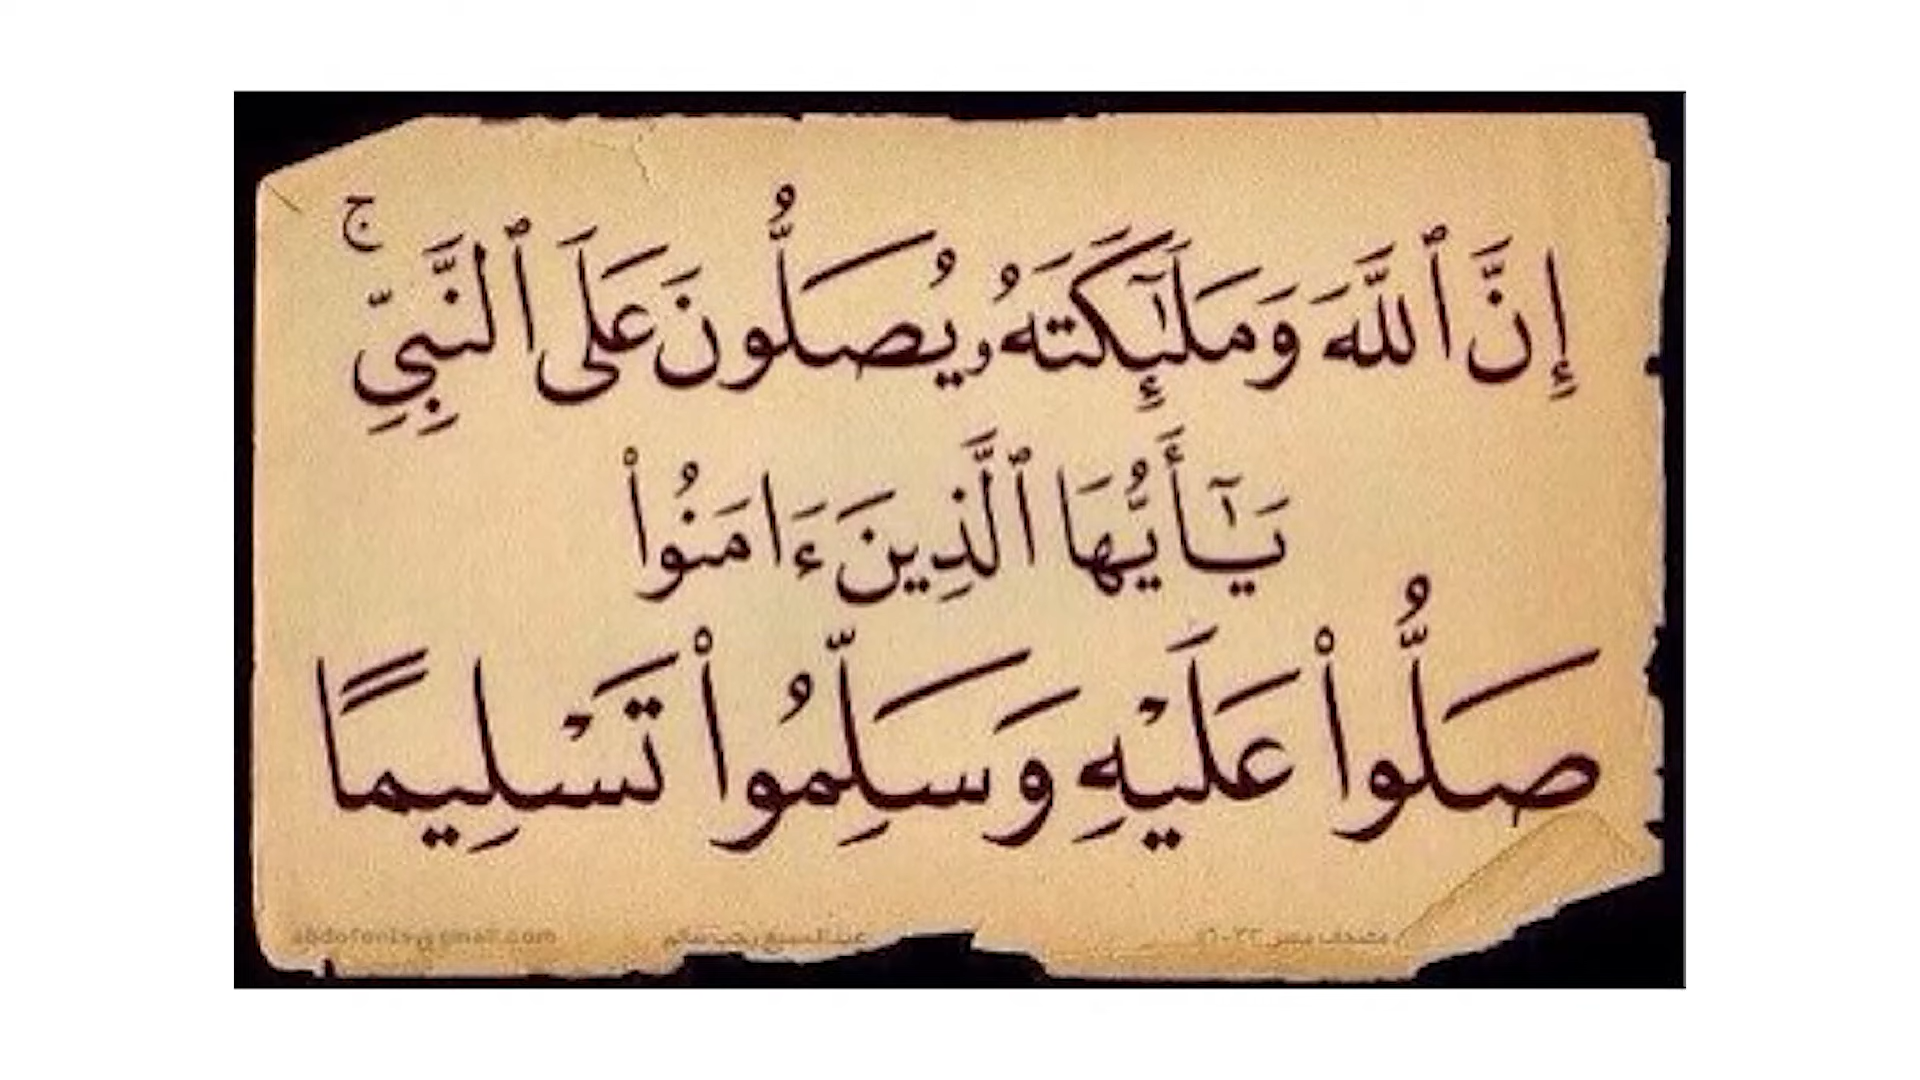 إِنَّ ٱللَّهَ وَمَلَٰٓئِكَتَهُۥ يُصَلُّونَ عَلَى ٱلنَّبِيِّ ۚ
يَٰٓأَيُّهَا ٱلَّذِينَ ءَامَنُوا۟
صَلُّوا۟ عَلَيْهِ وَسَلِّمُوا۟ تَسْلِيمًا